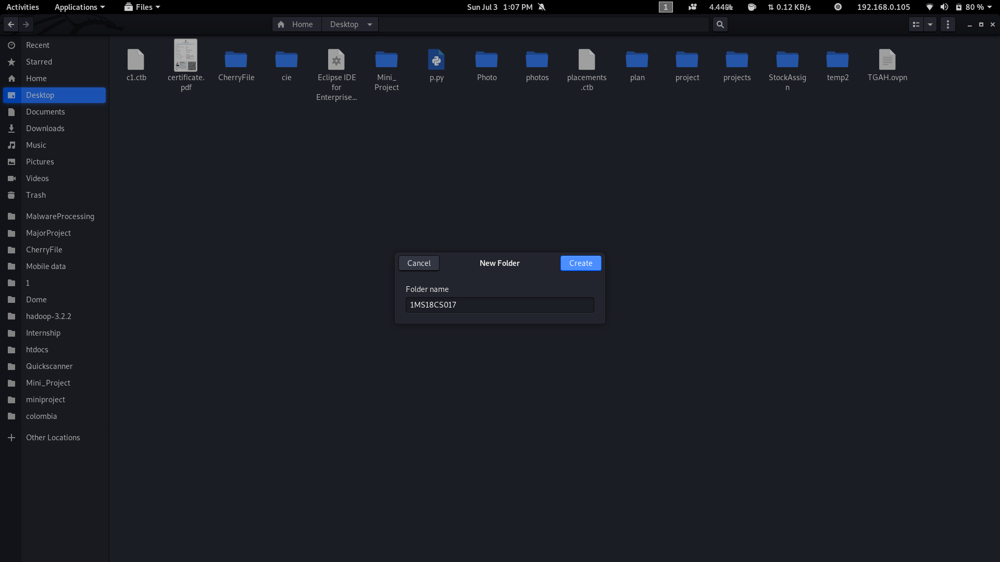 Activities Applications Files Sun Jul 3 1:07 PM 1 4.44GHz ⇅ 0.12 KB/s 192.168.0.105 80 %
Home Desktop
Recent
Starred
Home
Desktop
Documents
Downloads
Music
Pictures
Videos
Trash
MalwareProcessing
MajorProject
CherryFile
Mobile data
1
Dome
hadoop-3.2.2
Internship
htdocs
Quickscanner
Mini_Project
miniproject
colombia
Other Locations
c1.ctb
certificate.
pdf
CherryFile
cie
Eclipse IDE
for
Enterprise...
Mini_
Project
p.py
Photo
photos
placements
.ctb
plan
project
projects
StockAssig
n
temp2
TGAH.ovpn
Cancel New Folder Create
Folder name
1MS18CS017